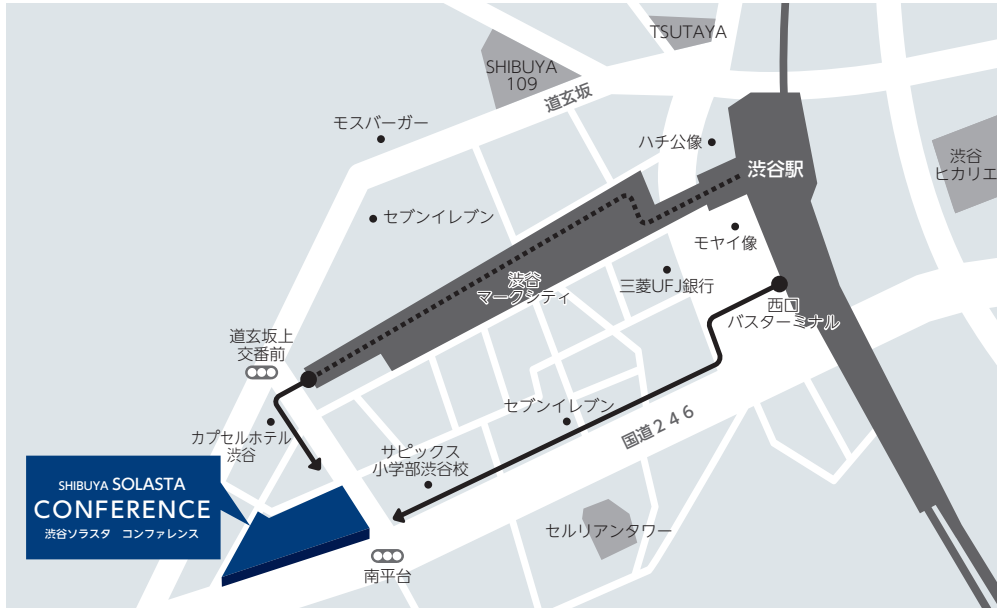 TSUTAYA
SHIBUYA
109
道玄坂
モスバーガー
ハチ公像
渋谷駅
渋谷
ヒカリエ
セブンイレブン
モヤイ像
渋谷
マークシティ
三菱UFJ銀行
西口
バスターミナル
道玄坂上
交番前
セブンイレブン
国道246
カプセルホテル
渋谷
サピックス
小学部渋谷校
SHIBUYA SOLASTA
CONFERENCE
渋谷ソラスタ　コンファレンス
セルリアンタワー
南平台